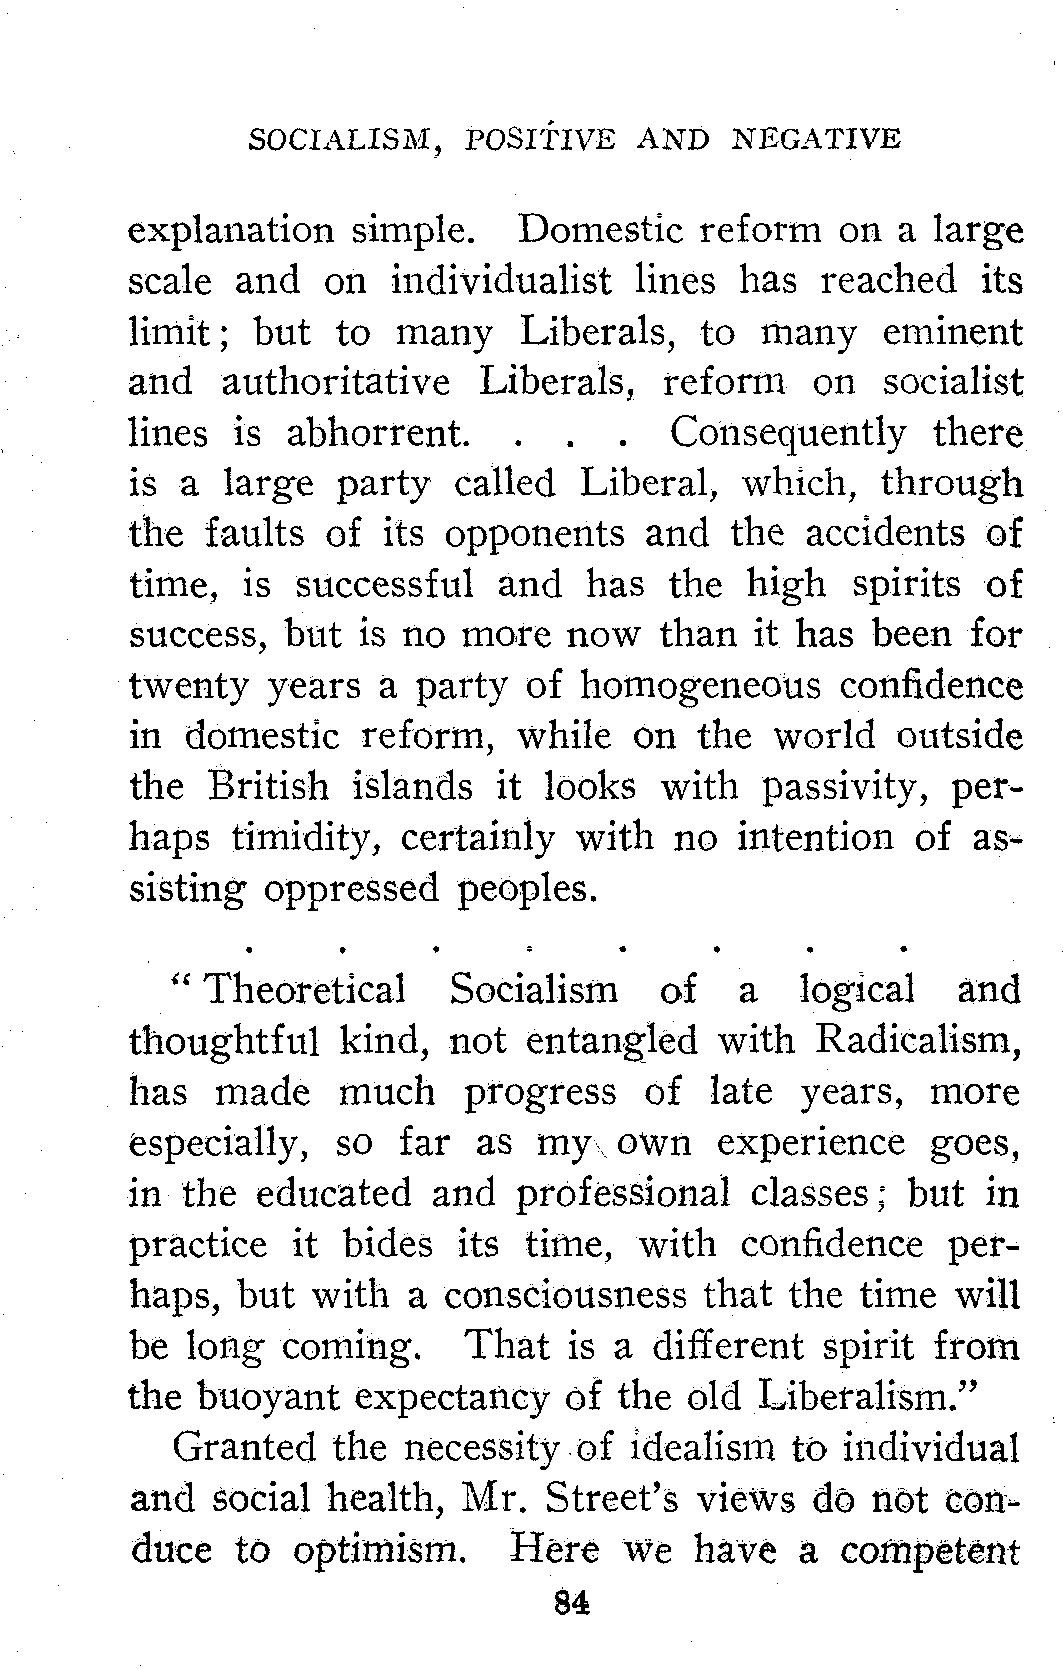 SOCIALISM, POSITIVE AND NEGATIVE
explanation simple. Domestic reform on a large
scale and on individualist lines has reached its
limit; but to many Liberals, to many eminent
and authoritative Liberals, reform on socialist
lines is abhorrent. . . . Consequently there
is a large party called Liberal, which, through
the faults of its opponents and the accidents of
time, is successful and has the high spirits of
success, but is no more now than it has been for
twenty years a party of homogeneous confidence
in domestic reform, while on the world outside
the British islands it looks with passivity, per-
haps timidity, certainly with no intention of as-
sisting oppressed peoples.
. . . . . . . .
“ Theoretical Socialism of a logical and
thoughtful kind, not entangled with Radicalism,
has made much progress of late years, more
especially, so far as my own experience goes,
in the educated and professional classes; but in
practice it bides its time, with confidence per-
haps, but with a consciousness that the time will
be long coming. That is a different spirit from
the buoyant expectancy of the old Liberalism.”
Granted the necessity of idealism to individual
and social health, Mr. Street’s views do not con-
duce to optimism. Here we have a competent
84